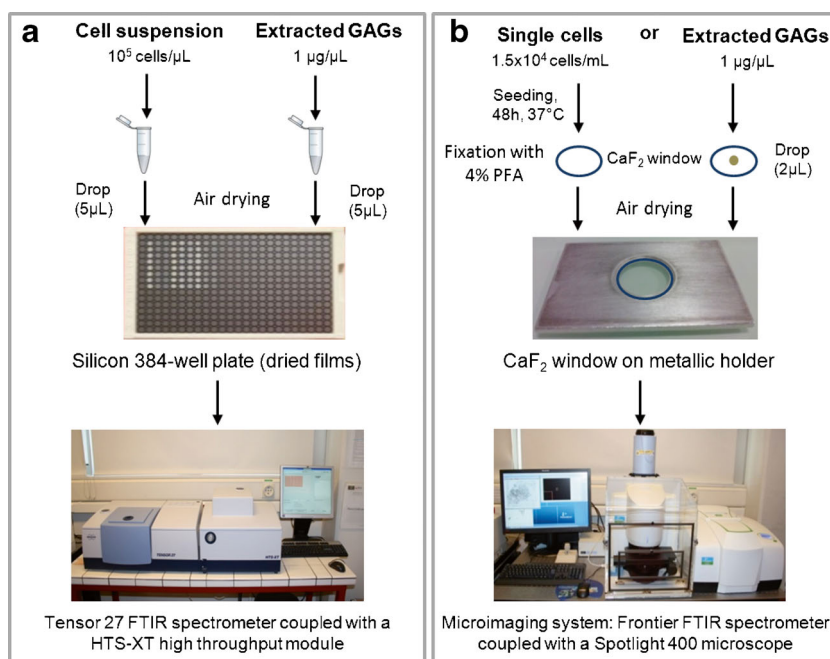 a
Cell suspension
Extracted GAGs
10⁵ cells/µL
1 µg/µL
Drop
(5µL)
Air drying
Drop
(5µL)
Silicon 384-well plate (dried films)
Tensor 27 FTIR spectrometer coupled with a
HTS-XT high throughput module
b
Single cells
or
Extracted GAGs
1.5x10⁴ cells/mL
1 µg/µL
Seeding,
48h, 37°C
Fixation with
4% PFA
CaF₂ window
Drop
(2µL)
Air drying
CaF₂ window on metallic holder
Microimaging system: Frontier FTIR spectrometer
coupled with a Spotlight 400 microscope